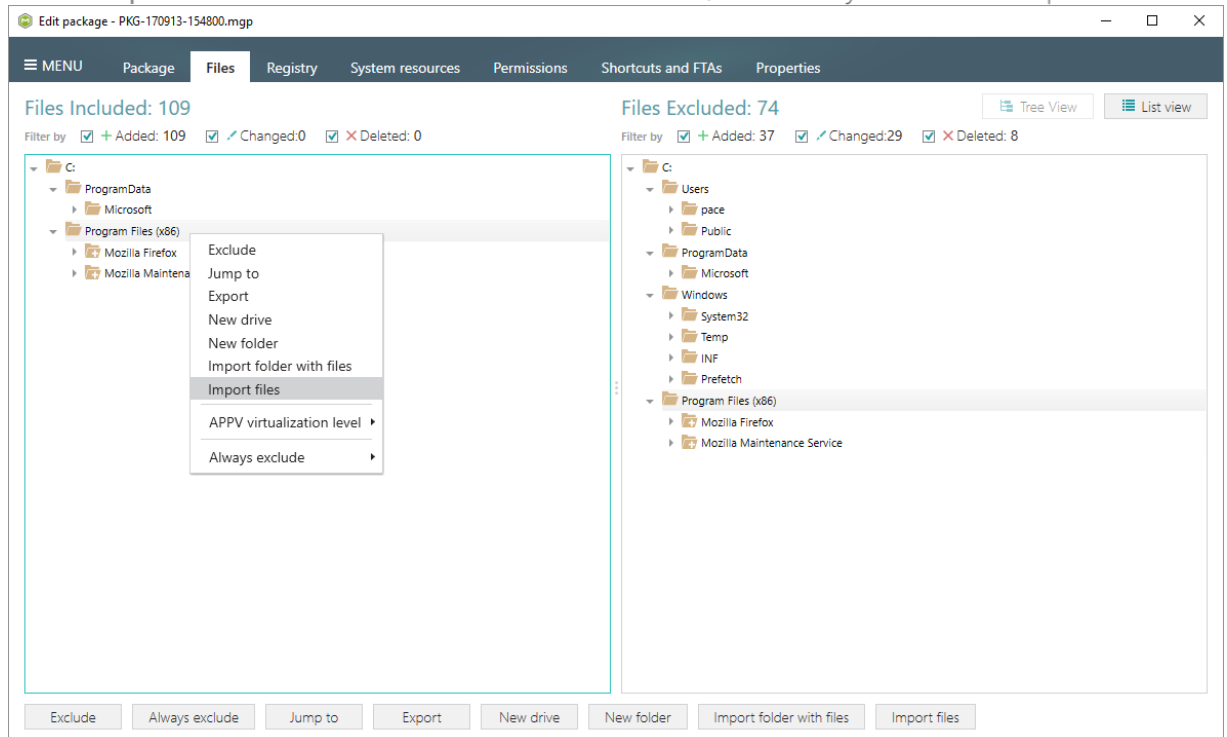 Edit package - PKG-170913-154800.mgp
MENU Package Files Registry System resources Permissions Shortcuts and FTAs Properties
Files Included: 109
Filter by Added: 109 Changed:0 Deleted: 0
C:
ProgramData
Microsoft
Program Files (x86)
Mozilla Firefox
Mozilla Maintena
Exclude
Jump to
Export
New drive
New folder
Import folder with files
Import files
APPV virtualization level
Always exclude
Files Excluded: 74
Tree View List view
Filter by Added: 37 Changed:29 Deleted: 8
C:
Users
pace
Public
ProgramData
Microsoft
Windows
System32
Temp
INF
Prefetch
Program Files (x86)
Mozilla Firefox
Mozilla Maintenance Service
Exclude Always exclude Jump to Export New drive New folder Import folder with files Import files